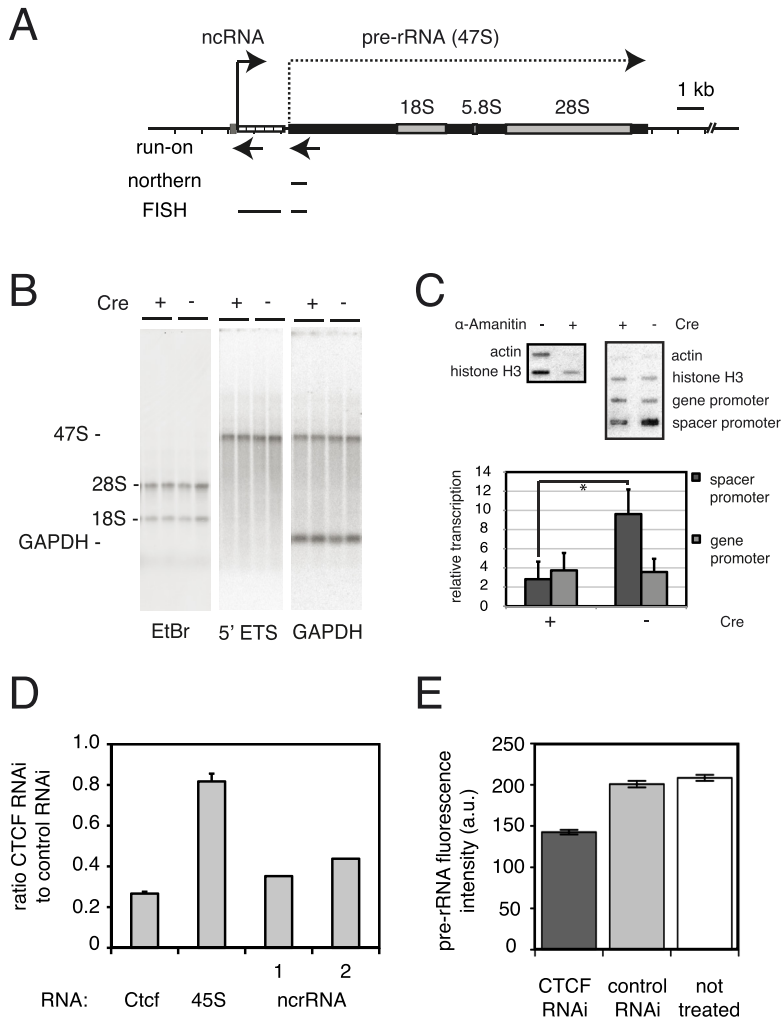 A
ncRNA
pre-rRNA (47S)
1 kb
18S
5.8S
28S
run-on
northern
FISH
B
Cre + - + - + -
47S -
28S -
18S -
GAPDH -
EtBr 5' ETS GAPDH
C
α-Amanitin - + + - Cre
actin actin
histone H3 histone H3
gene promoter
spacer promoter
relative transcription
14
12
10
8
6
4
2
0
*
spacer promoter
gene promoter
+ - Cre
D
ratio CTCF RNAi
to control RNAi
1.0
0.8
0.6
0.4
0.2
0
1 2
RNA: Ctcf 45S ncrRNA
E
pre-rRNA fluorescence
intensity (a.u.)
250
200
150
100
50
0
CTCF RNAi
control RNAi
not treated